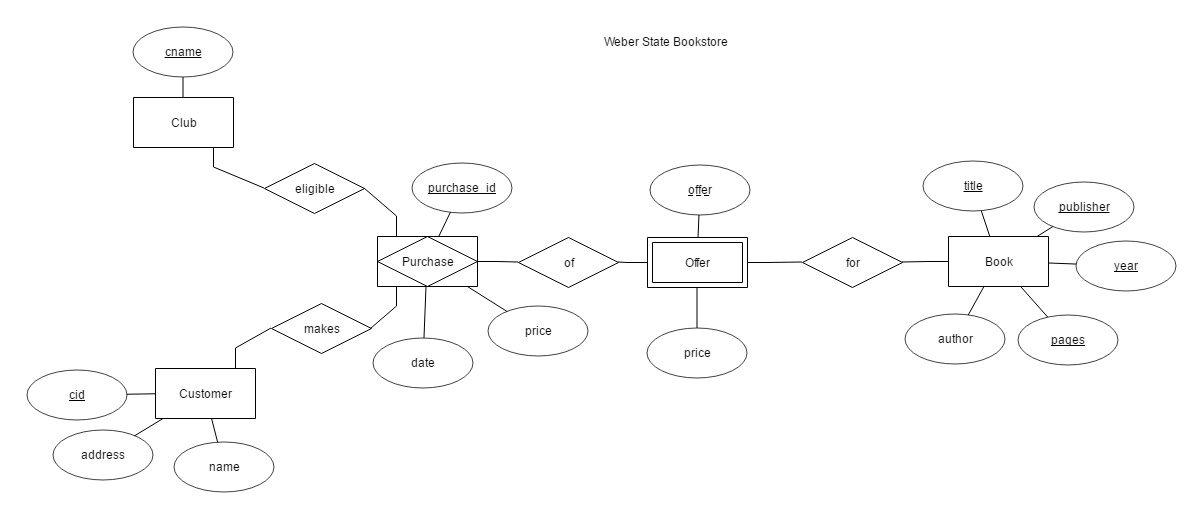 Weber State Bookstore
cname
Club
eligible
purchase_id
offer
title
publisher
Purchase
of
Offer
for
Book
year
makes
date
price
price
author
pages
Customer
cid
address
name